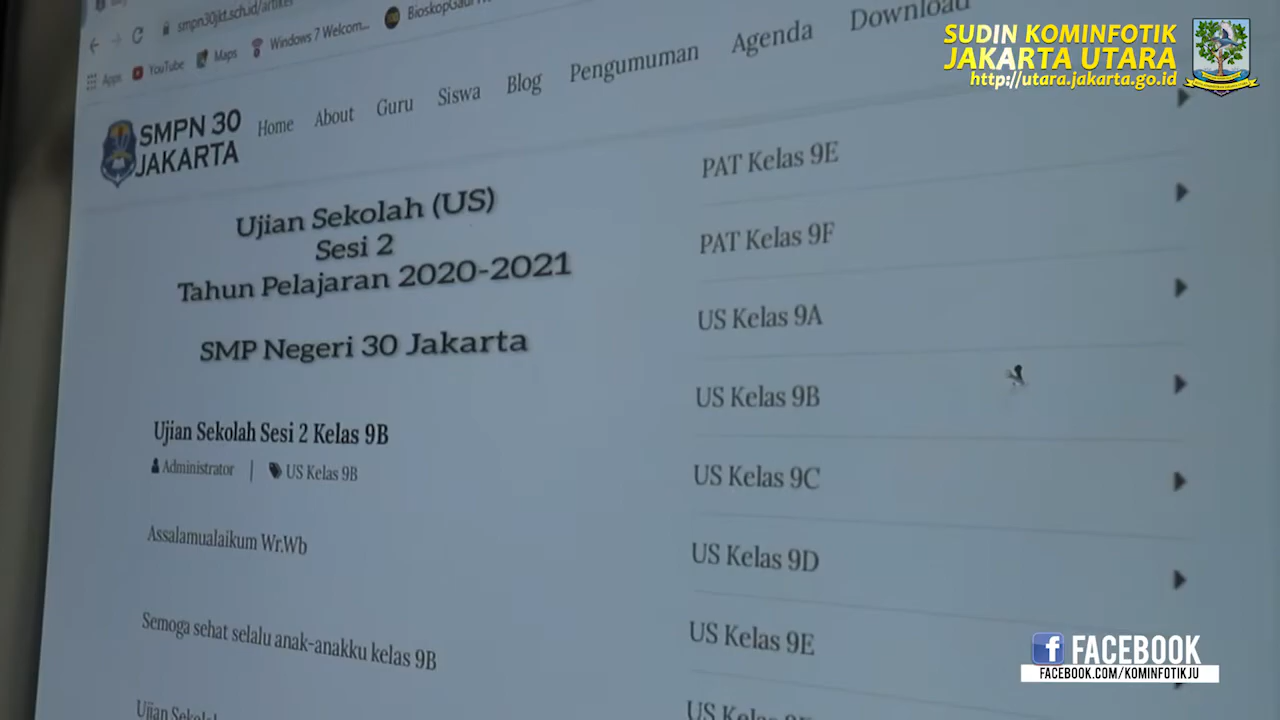 smpn30jkt.sch.id/artikel
Apps YouTube Maps Windows 7 Welcom...
SMPN 30
JAKARTA
Home About Guru Siswa Blog Pengumuman Agenda Download
Ujian Sekolah (US)
Sesi 2
Tahun Pelajaran 2020-2021
SMP Negeri 30 Jakarta
Ujian Sekolah Sesi 2 Kelas 9B
Administrator | US Kelas 9B
Assalamualaikum Wr.Wb
Semoga sehat selalu anak-anakku kelas 9B
Ujian
PAT Kelas 9E
PAT Kelas 9F
US Kelas 9A
US Kelas 9B
US Kelas 9C
US Kelas 9D
US Kelas 9E
US Kelas
SUDIN KOMINFOTIK
JAKARTA UTARA
http://utara.jakarta.go.id
FACEBOOK
FACEBOOK.COM/KOMINFOTIKJU